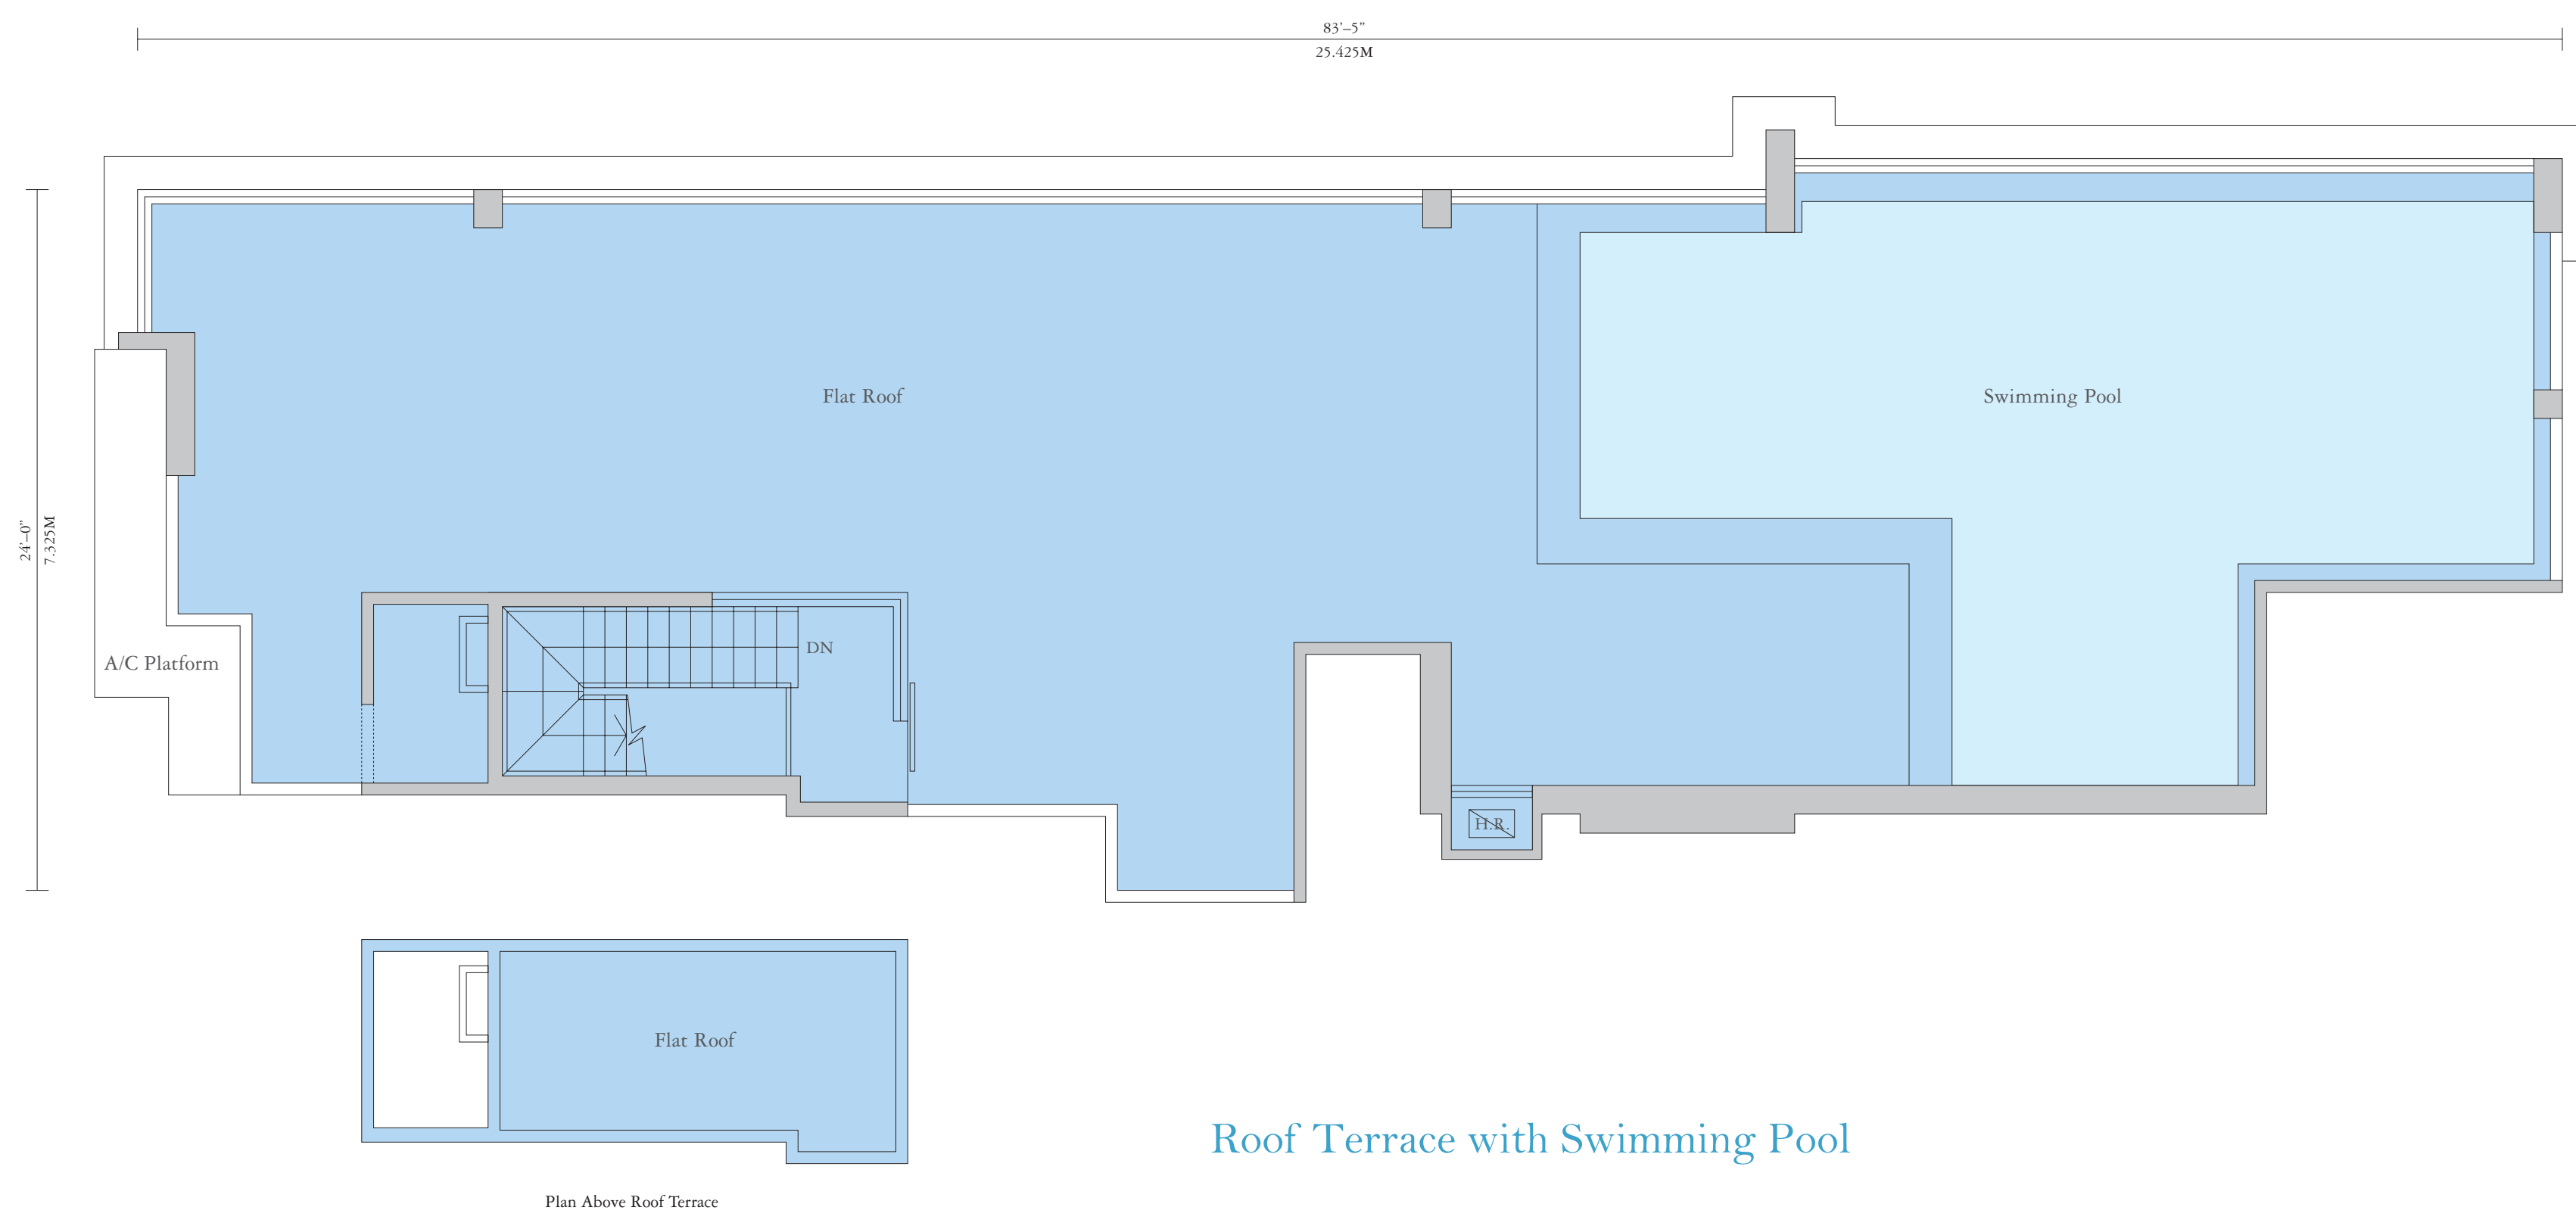 83’–5”
25.425M
24’–0”
7.325M
Flat Roof
Swimming Pool
A/C Platform
DN
H.R.
Flat Roof
Roof Terrace with Swimming Pool
Plan Above Roof Terrace